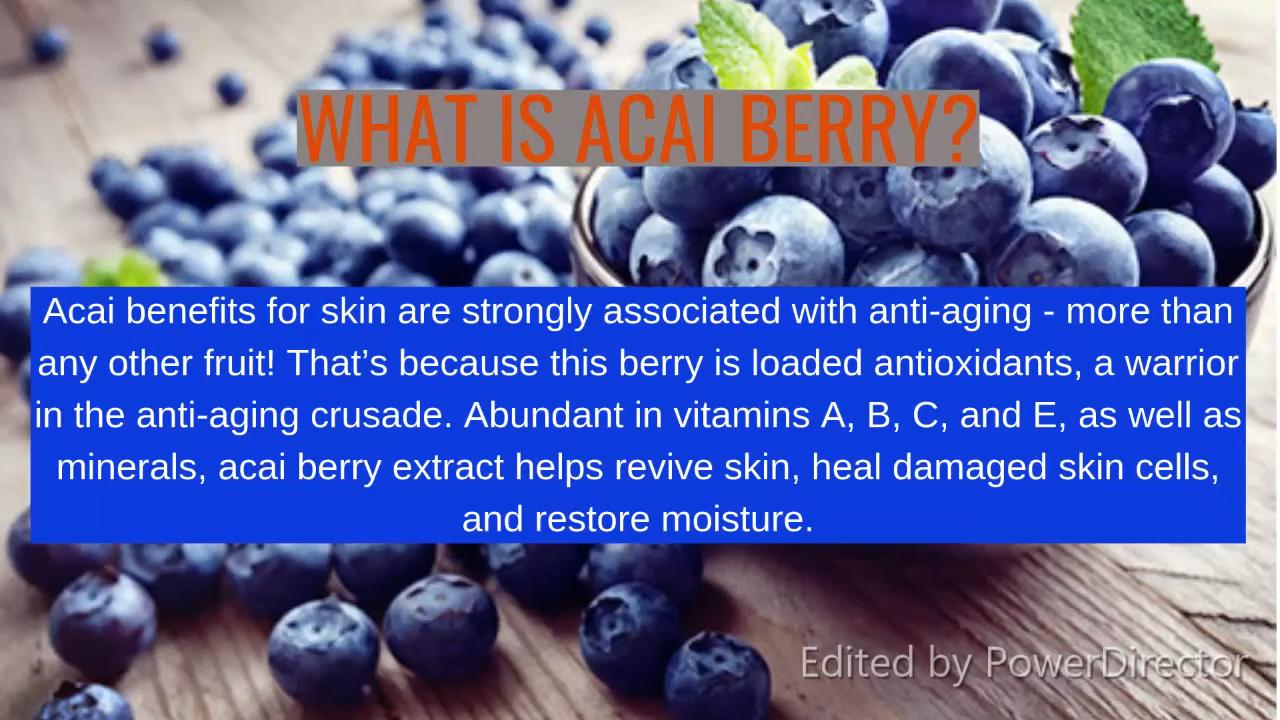 WHAT IS ACAI BERRY?
Acai benefits for skin are strongly associated with anti-aging - more than
any other fruit! That’s because this berry is loaded antioxidants, a warrior
in the anti-aging crusade. Abundant in vitamins A, B, C, and E, as well as
minerals, acai berry extract helps revive skin, heal damaged skin cells,
and restore moisture.
Edited by PowerDirector